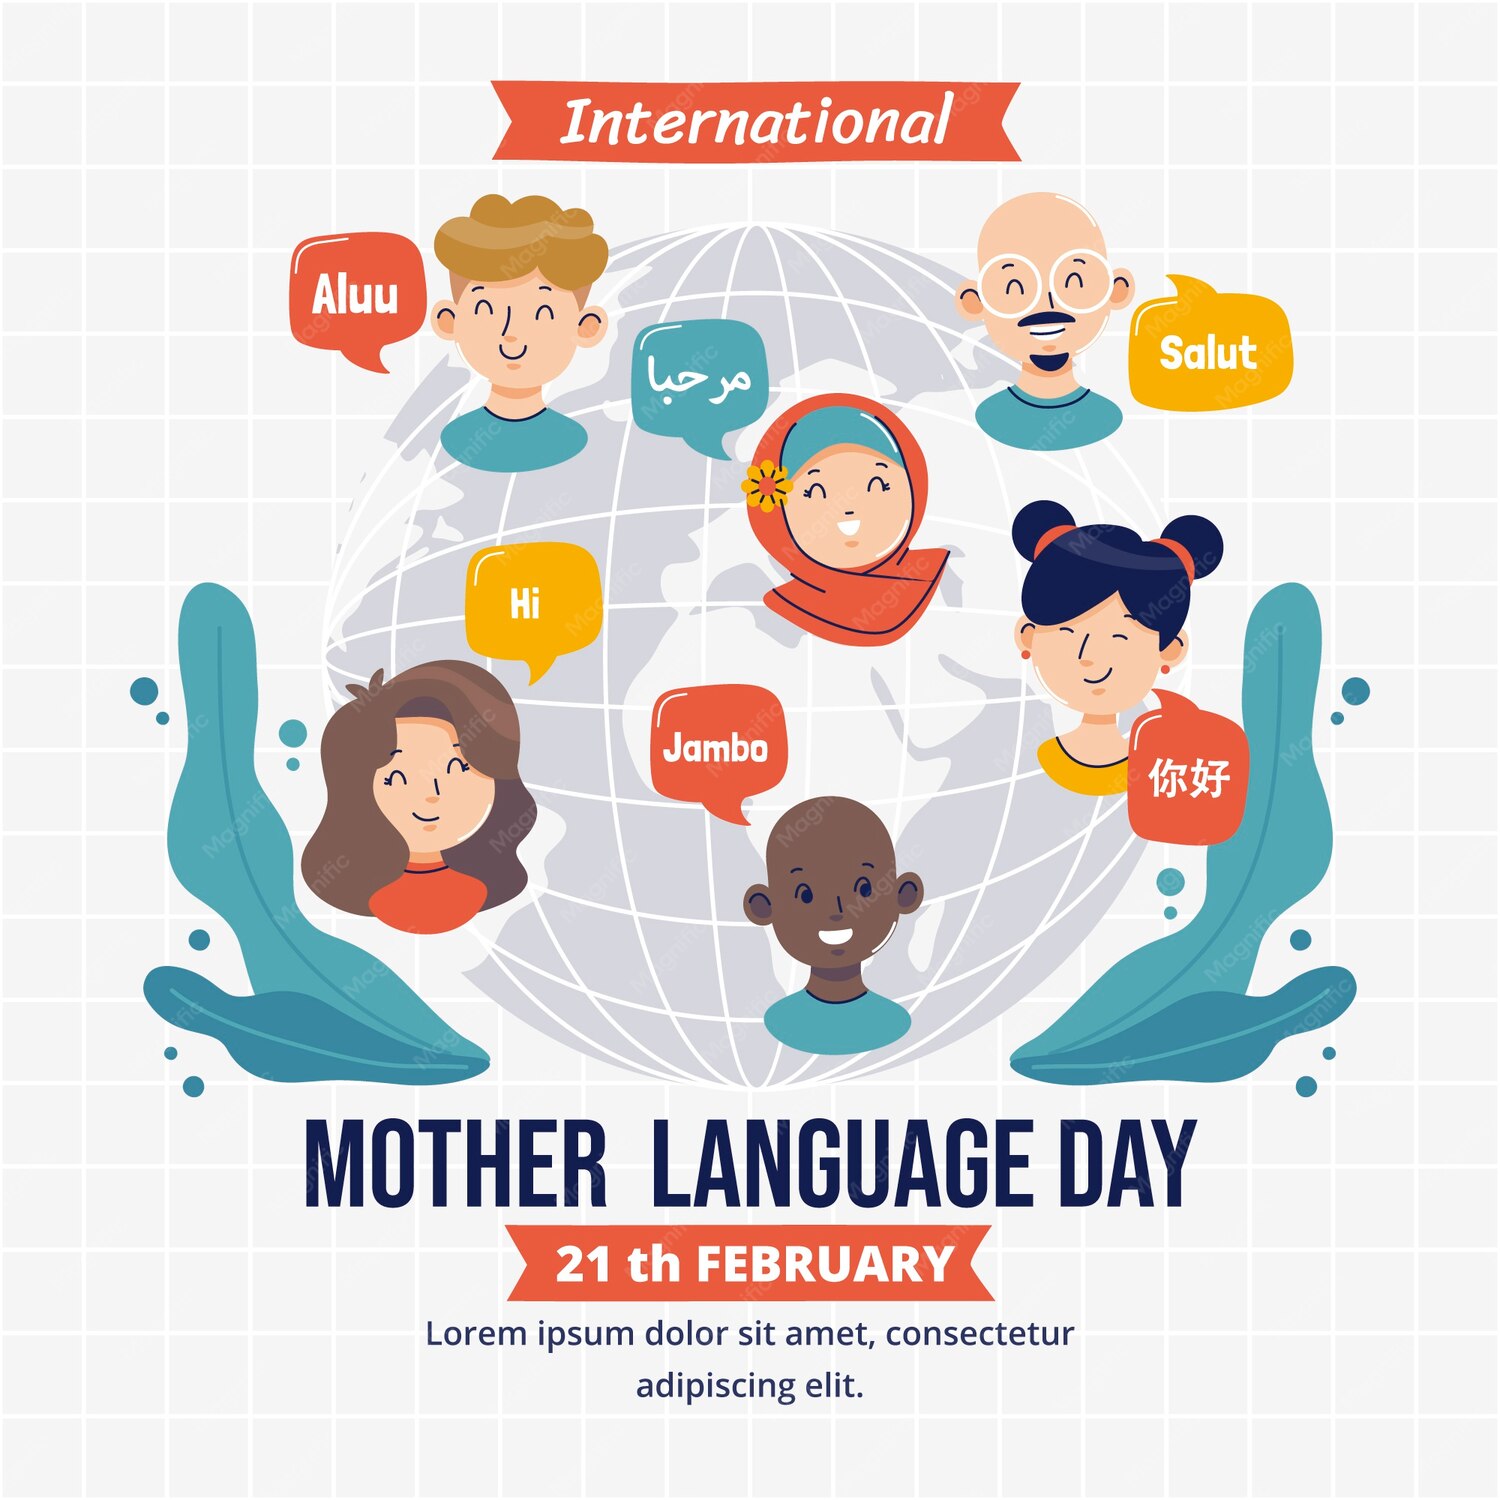 International
Aluu
مرحبا
Salut
Hi
Jambo
你好
MOTHER LANGUAGE DAY
21 th FEBRUARY
Lorem ipsum dolor sit amet, consectetur
adipiscing elit.
Magnific